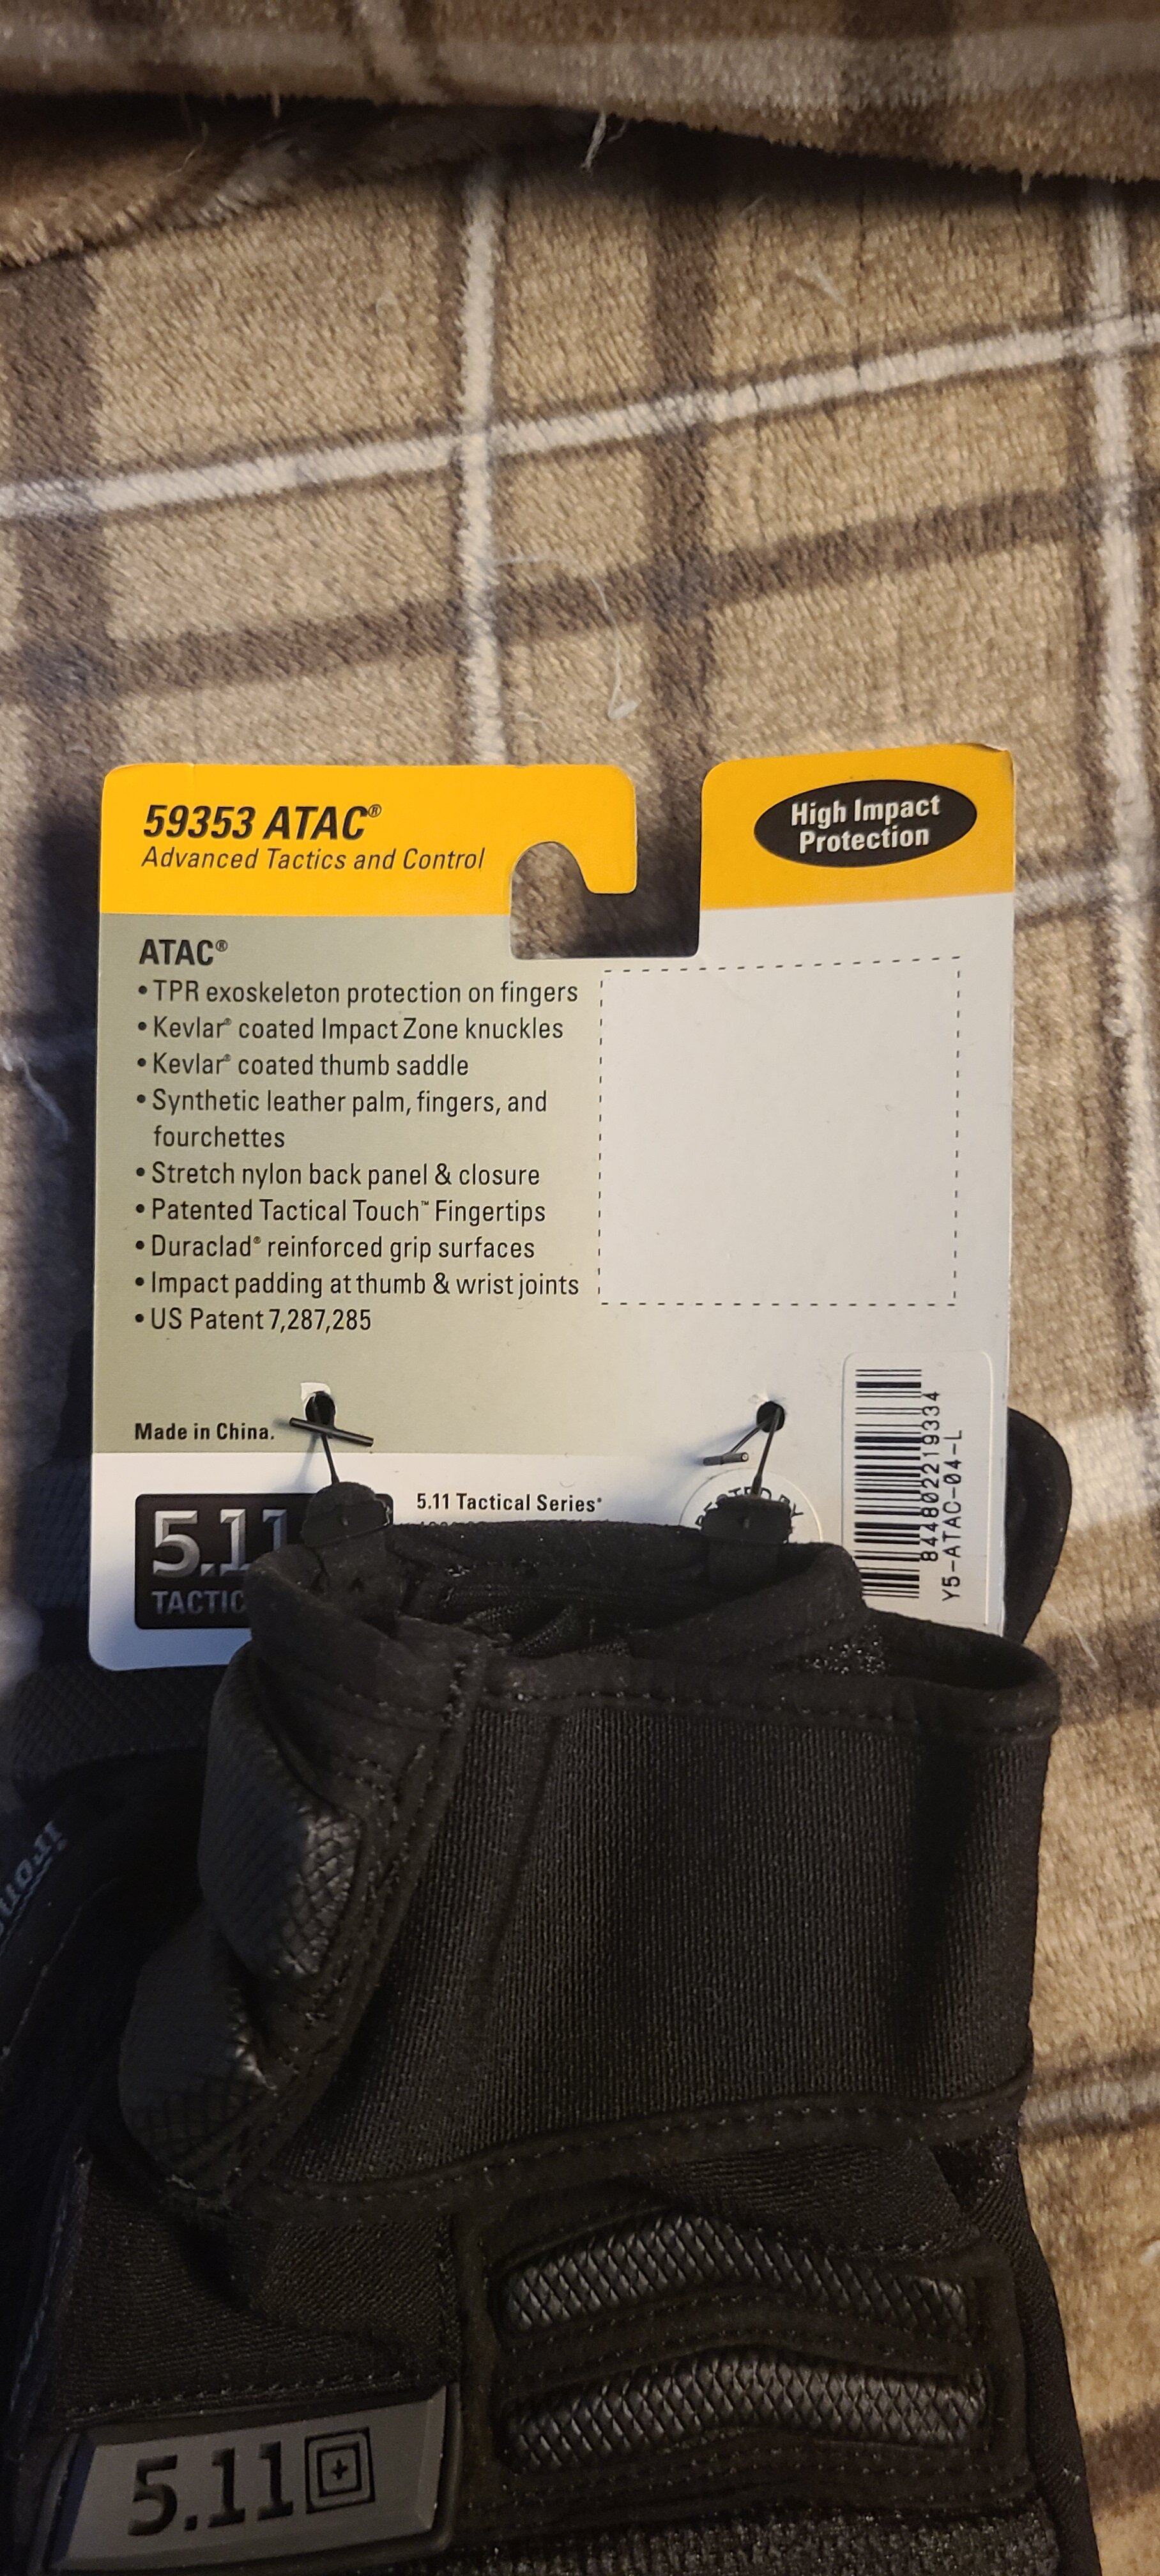 59353 ATAC®
Advanced Tactics and Control
High Impact
Protection
ATAC®
• TPR exoskeleton protection on fingers
• Kevlar® coated Impact Zone knuckles
• Kevlar® coated thumb saddle
• Synthetic leather palm, fingers, and
fourchettes
• Stretch nylon back panel & closure
• Patented Tactical Touch™ Fingertips
• Duraclad® reinforced grip surfaces
• Impact padding at thumb & wrist joints
• US Patent 7,287,285
Made in China.
5.11
TACTIC
5.11 Tactical Series®
844802219334
Y5-ATAC-04-L
5.11